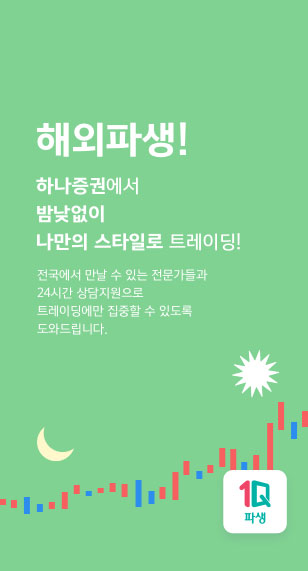 해외파생!
하나증권에서
밤낮없이
나만의 스타일로 트레이딩!
전국에서 만날 수 있는 전문가들과
24시간 상담지원으로
트레이딩에만 집중할 수 있도록
도와드립니다.
1Q
파생